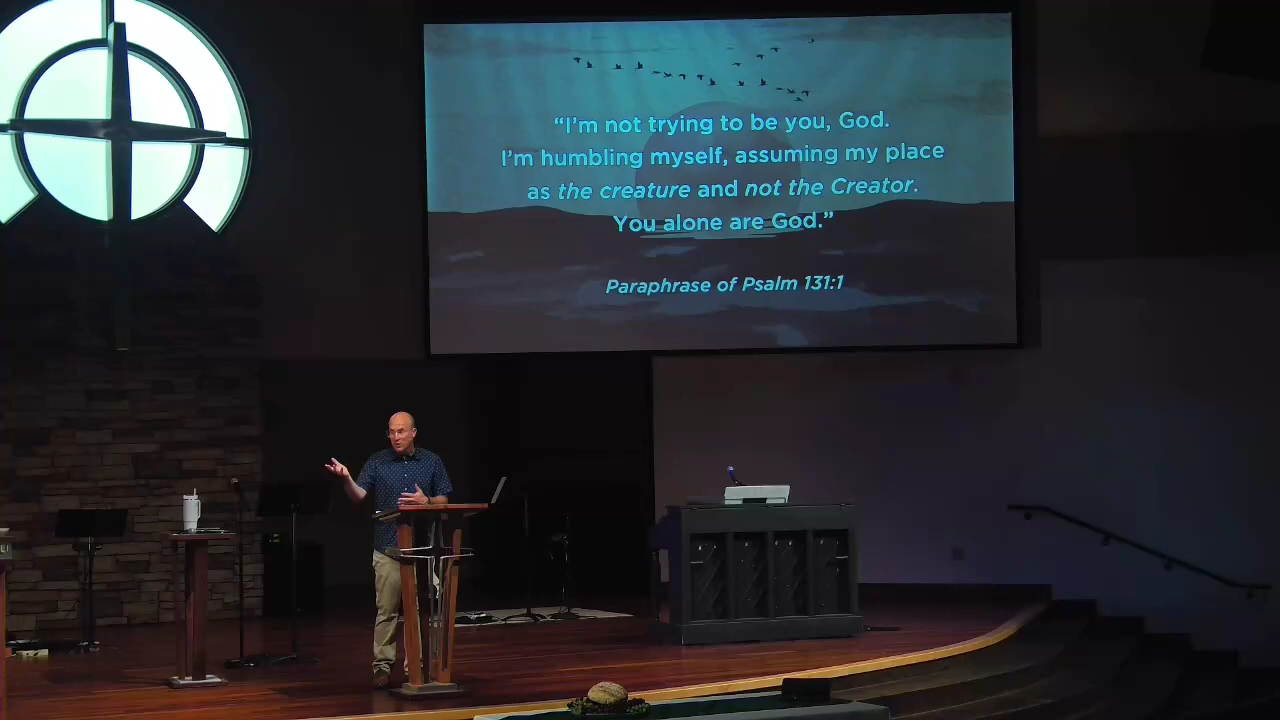 “I’m not trying to be you, God.
I’m humbling myself, assuming my place
as the creature and not the Creator.
You alone are God.”
Paraphrase of Psalm 131:1